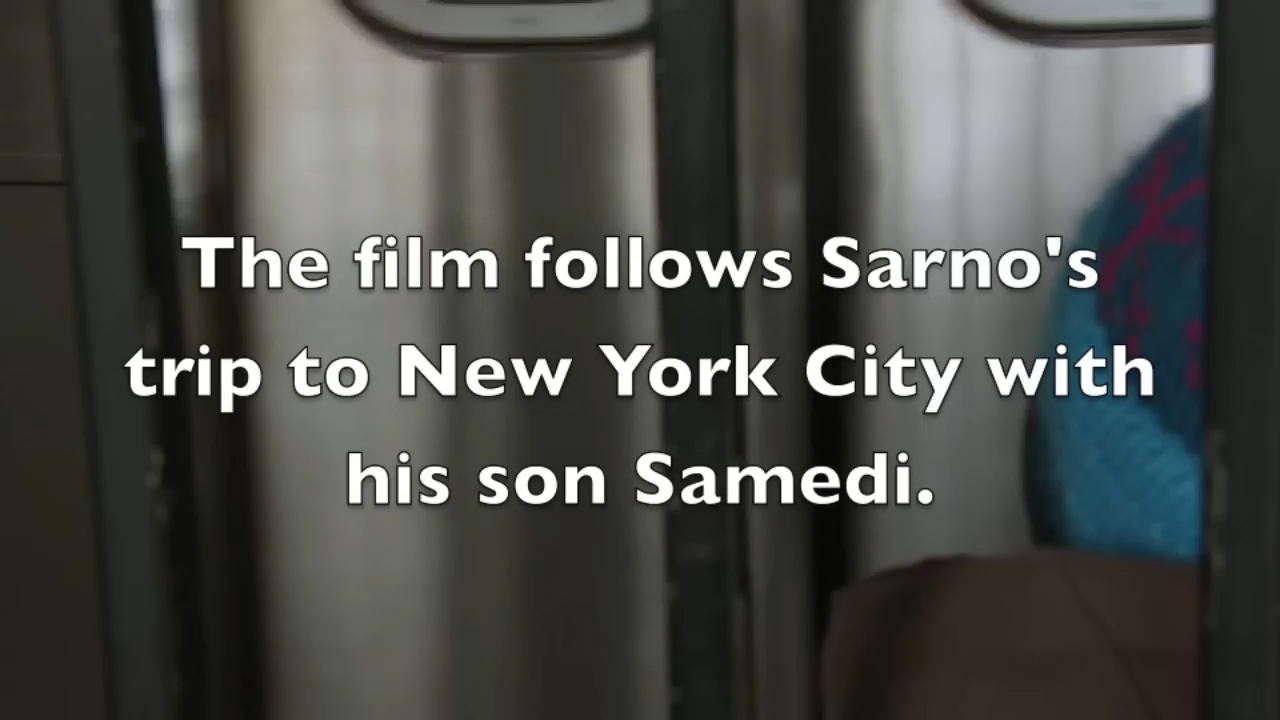 The film follows Sarno's
trip to New York City with
his son Samedi.